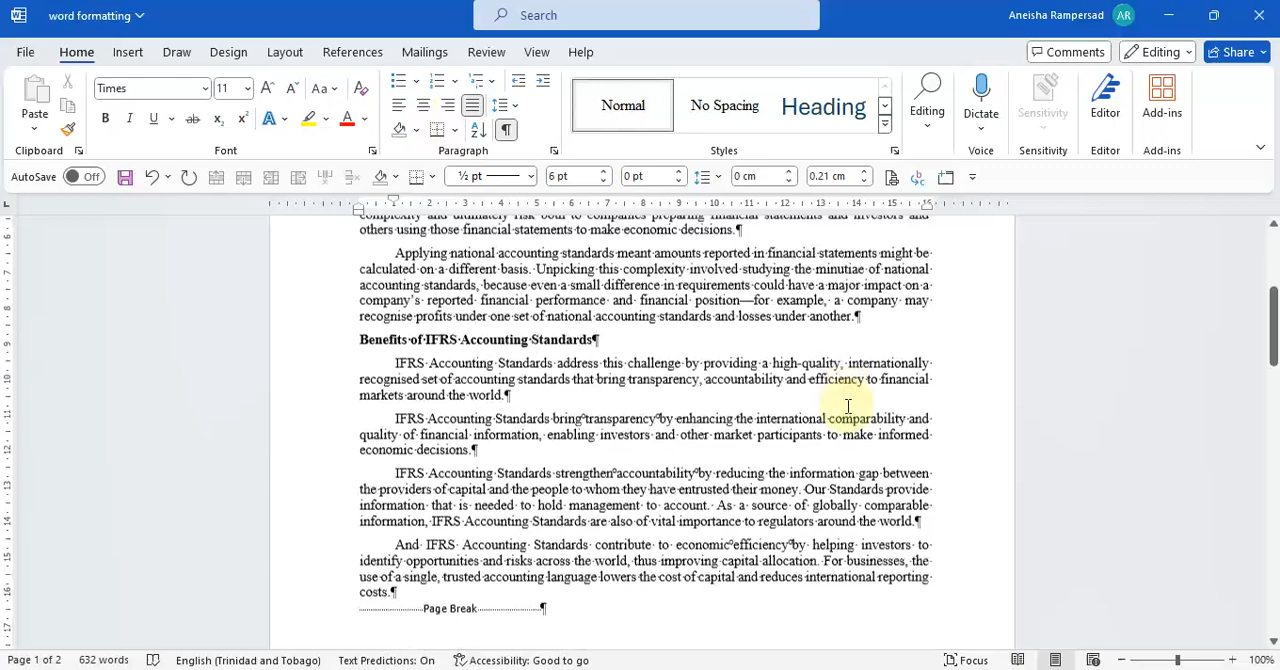 word formatting
Search
Aneisha Rampersad AR
File Home Insert Draw Design Layout References Mailings Review View Help
Comments Editing Share
Paste
Clipboard
Times 11
Font
Paragraph
Normal No Spacing Heading
Styles
Editing
Dictate
Voice
Sensitivity
Sensitivity
Editor
Editor
Add-ins
Add-ins
AutoSave Off ½ pt 6 pt 0 pt 0 cm 0.21 cm
complexity and ultimately risk both to companies preparing financial statements and investors and
others using those financial statements to make economic decisions.¶
Applying national accounting standards meant amounts reported in financial statements might be
calculated on a different basis. Unpicking this complexity involved studying the minutiae of national
accounting standards, because even a small difference in requirements could have a major impact on a
company's reported financial performance and financial position—for example, a company may
recognise profits under one set of national accounting standards and losses under another.¶
Benefits of IFRS Accounting Standards¶
IFRS Accounting Standards address this challenge by providing a high-quality, internationally
recognised set of accounting standards that bring transparency, accountability and efficiency to financial
markets around the world.¶
IFRS Accounting Standards bring transparency by enhancing the international comparability and
quality of financial information, enabling investors and other market participants to make informed
economic decisions.¶
IFRS Accounting Standards strengthen accountability by reducing the information gap between
the providers of capital and the people to whom they have entrusted their money. Our Standards provide
information that is needed to hold management to account. As a source of globally comparable
information, IFRS Accounting Standards are also of vital importance to regulators around the world.¶
And IFRS Accounting Standards contribute to economic efficiency by helping investors to
identify opportunities and risks across the world, thus improving capital allocation. For businesses, the
use of a single, trusted accounting language lowers the cost of capital and reduces international reporting
costs.¶
Page Break¶
Page 1 of 2 632 words English (Trinidad and Tobago) Text Predictions: On Accessibility: Good to go Focus 100%